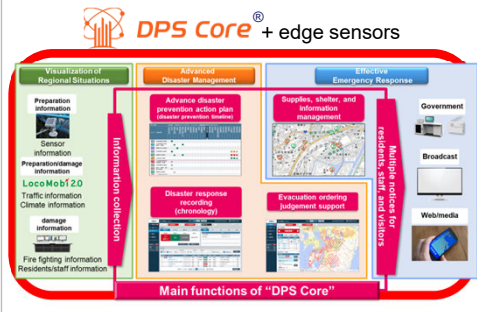 DPS Core® + edge sensors
Visualization of
Regional Situations
Advanced
Disaster Management
Effective
Emergency Response
Preparation
information
Sensor
information
Preparation/damage
information
LocoMobi 2.0
Traffic information
Climate information
damage
information
Fire fighting information
Residents/staff information
Information collection
Advance disaster
prevention action plan
(disaster prevention timeline)
Disaster response
recording
(chronology)
Supplies, shelter, and
information
management
Evacuation ordering
judgement support
Multiple notices for
residents, staff, and visitors
Government
Broadcast
Web/media
Main functions of "DPS Core"